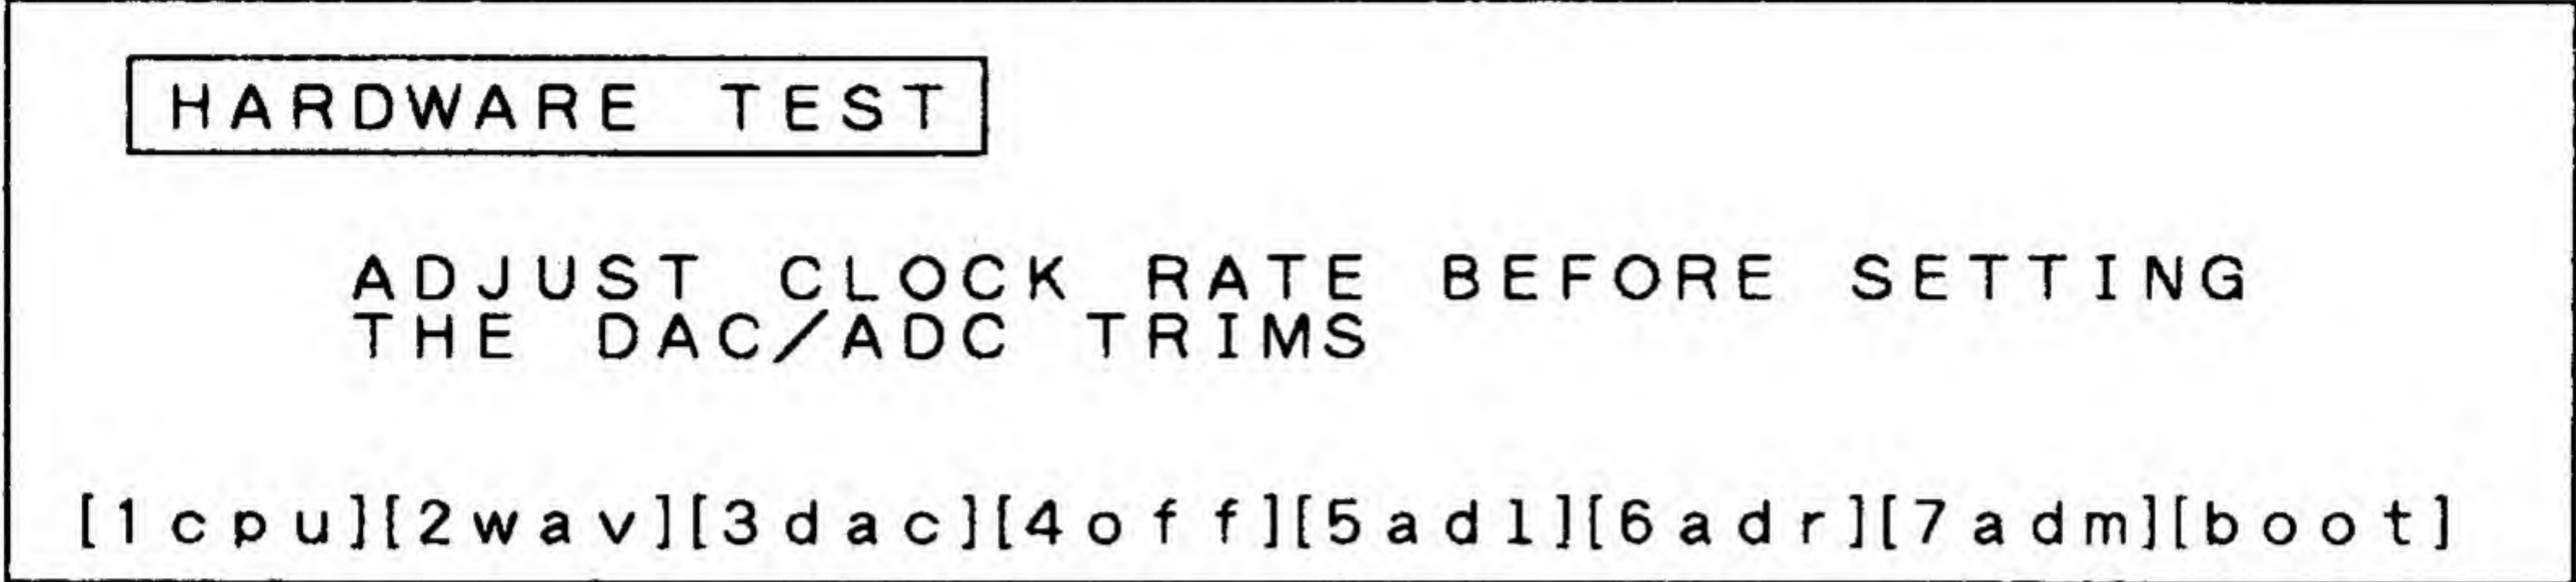 HARDWARE TEST
ADJUST CLOCK RATE BEFORE SETTING
THE DAC/ADC TRIMS
[1cpu][2wav][3dac][4off][5adl][6adr][7adm][boot]